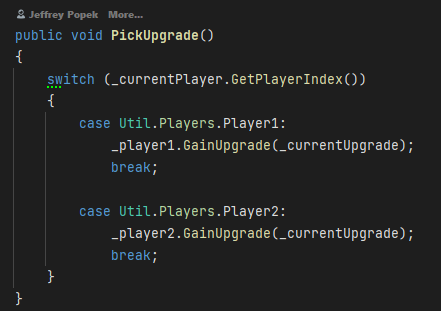 Jeffrey Popek More...
public void PickUpgrade()
{
    switch (_currentPlayer.GetPlayerIndex())
    {
        case Util.Players.Player1:
            _player1.GainUpgrade(_currentUpgrade);
            break;

        case Util.Players.Player2:
            _player2.GainUpgrade(_currentUpgrade);
            break;
    }
}